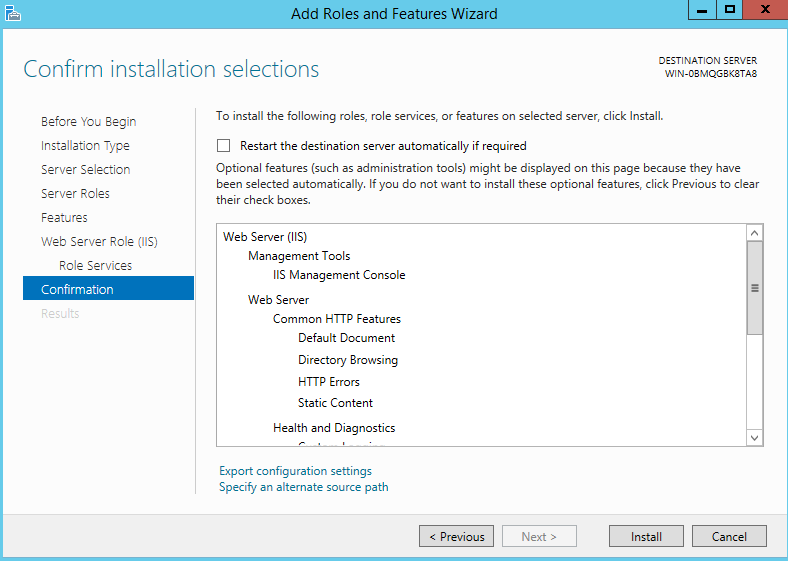 Add Roles and Features Wizard
Confirm installation selections
DESTINATION SERVER
WIN-0BMQGBK8TA8
Before You Begin
Installation Type
Server Selection
Server Roles
Features
Web Server Role (IIS)
Role Services
Confirmation
Results
To install the following roles, role services, or features on selected server, click Install.
Restart the destination server automatically if required
Optional features (such as administration tools) might be displayed on this page because they have
been selected automatically. If you do not want to install these optional features, click Previous to clear
their check boxes.
Web Server (IIS)
Management Tools
IIS Management Console
Web Server
Common HTTP Features
Default Document
Directory Browsing
HTTP Errors
Static Content
Health and Diagnostics
Export configuration settings
Specify an alternate source path
< Previous
Next >
Install
Cancel